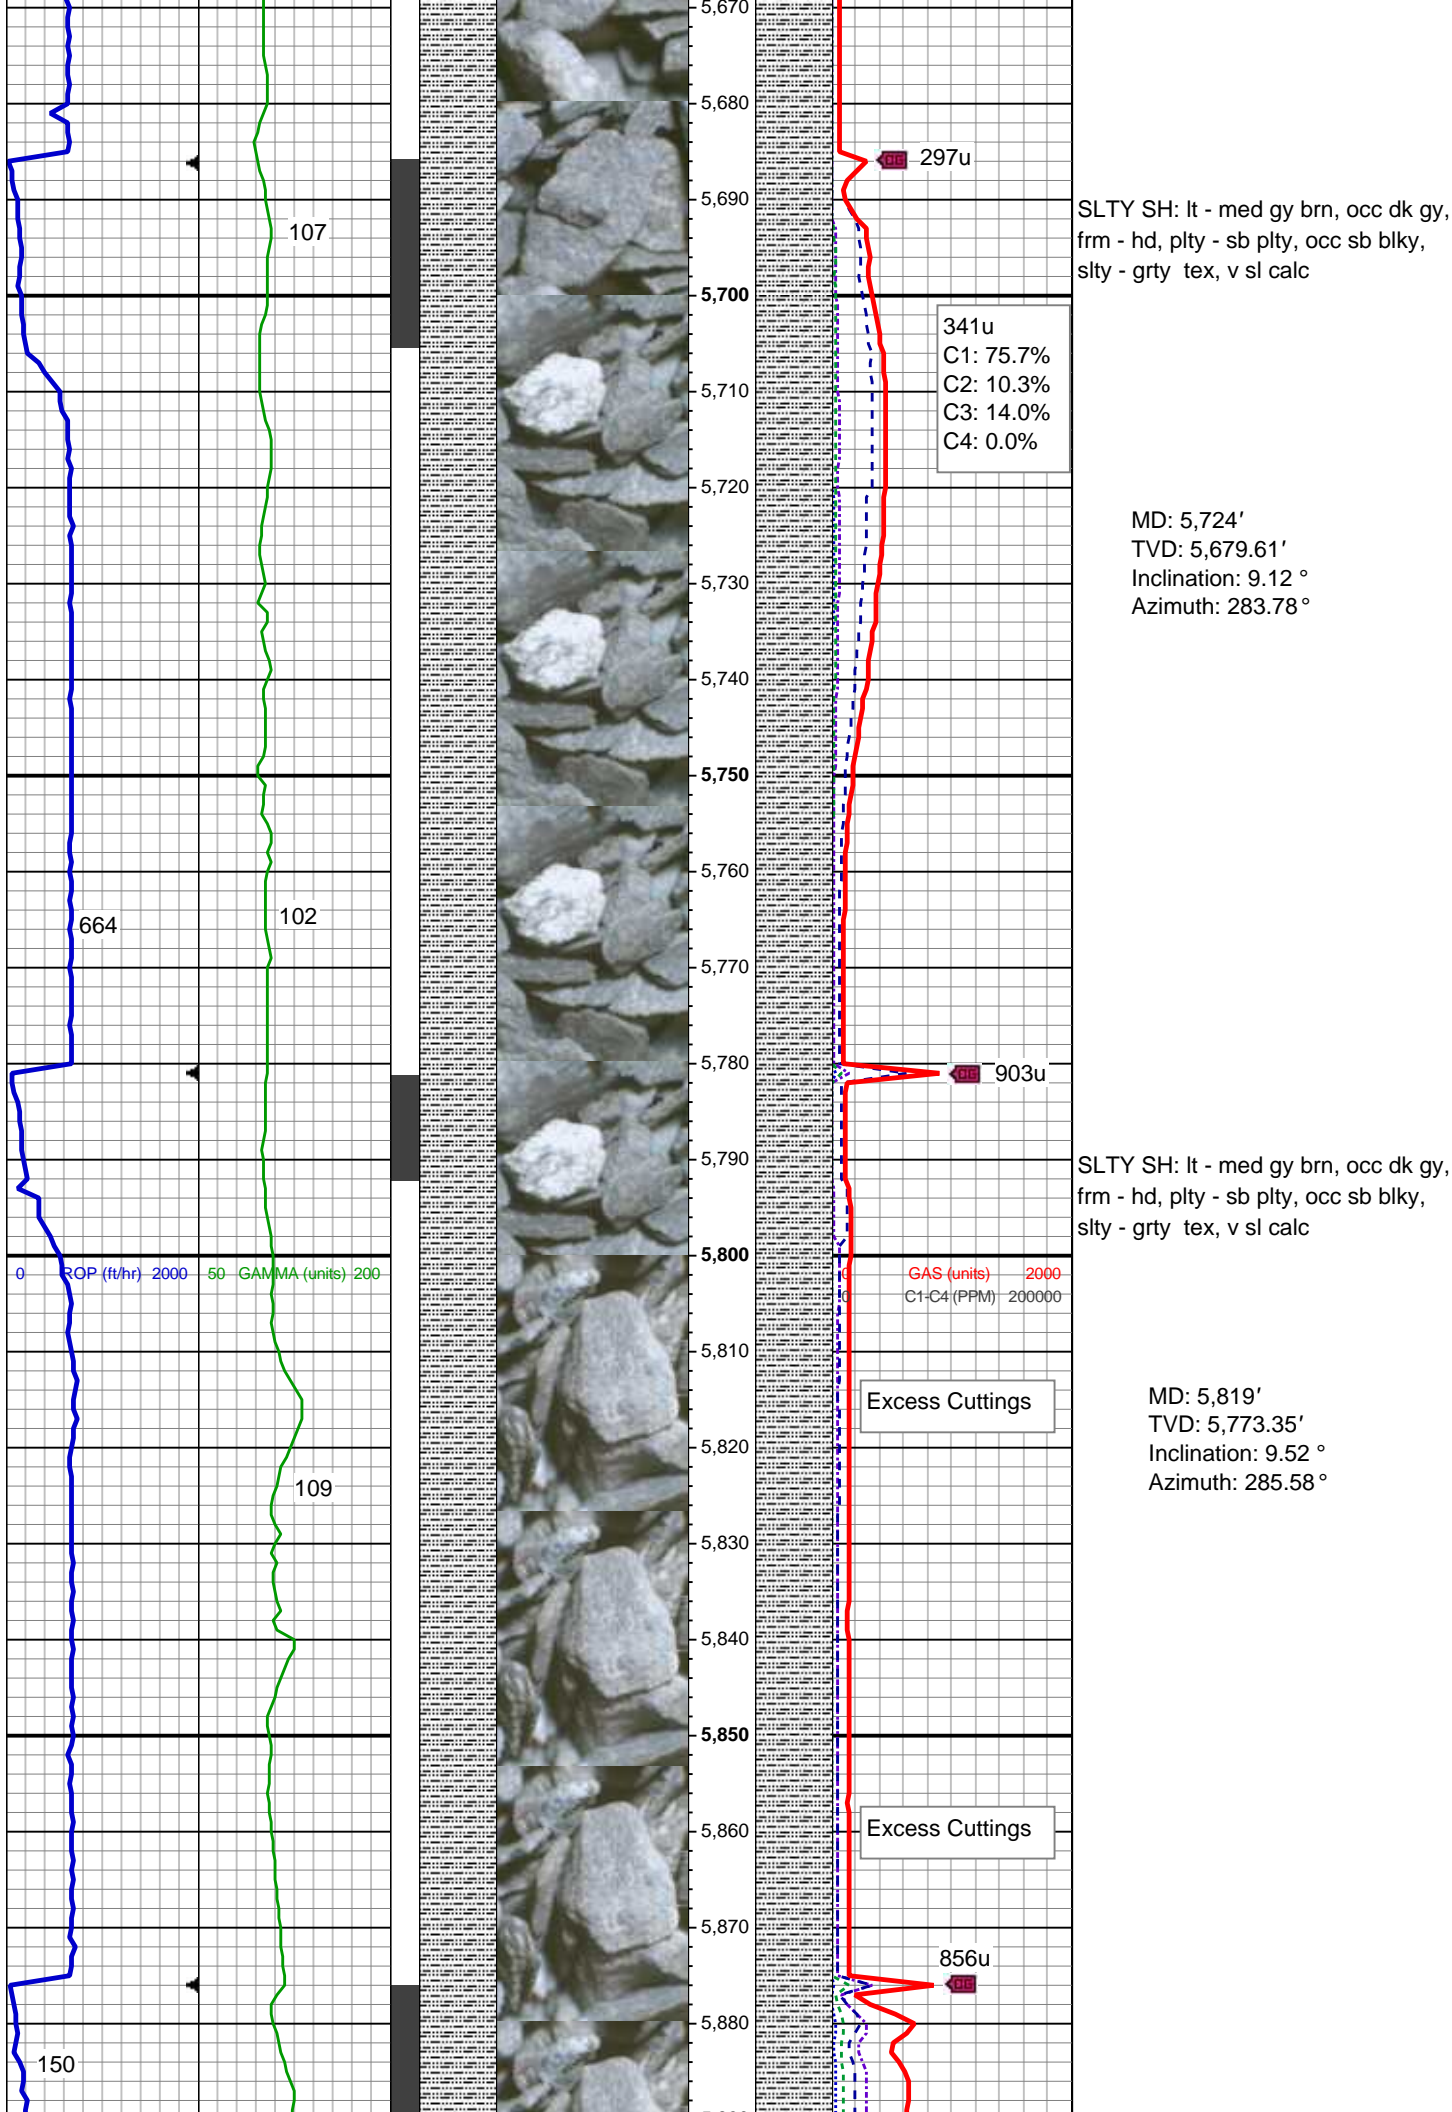 5,670
5,680
CG 297u
5,690
SLTY SH: lt - med gy brn, occ dk gy,
frm - hd, plty - sb plty, occ sb blky,
slty - grty tex, v sl calc
107
5,700
341u
C1: 75.7%
C2: 10.3%
C3: 14.0%
C4: 0.0%
5,710
5,720
MD: 5,724′
TVD: 5,679.61′
Inclination: 9.12 °
Azimuth: 283.78°
5,730
5,740
5,750
5,760
664
102
5,770
5,780
CG 903u
5,790
SLTY SH: lt - med gy brn, occ dk gy,
frm - hd, plty - sb plty, occ sb blky,
slty - grty tex, v sl calc
5,800
0 ROP (ft/hr) 2000 50 GAMMA (units) 200
0 GAS (units) 2000
0 C1-C4 (PPM) 200000
5,810
Excess Cuttings
MD: 5,819′
TVD: 5,773.35′
Inclination: 9.52 °
Azimuth: 285.58°
5,820
109
5,830
5,840
5,850
5,860
Excess Cuttings
5,870
856u
CG
5,880
150